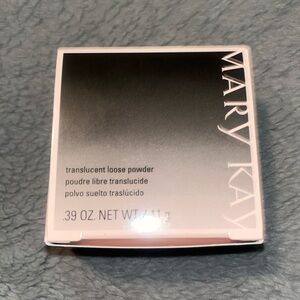 MARY KAY
translucent loose powder
poudre libre translucide
polvo suelto traslúcido
.39 OZ. NET WT. / 11 g